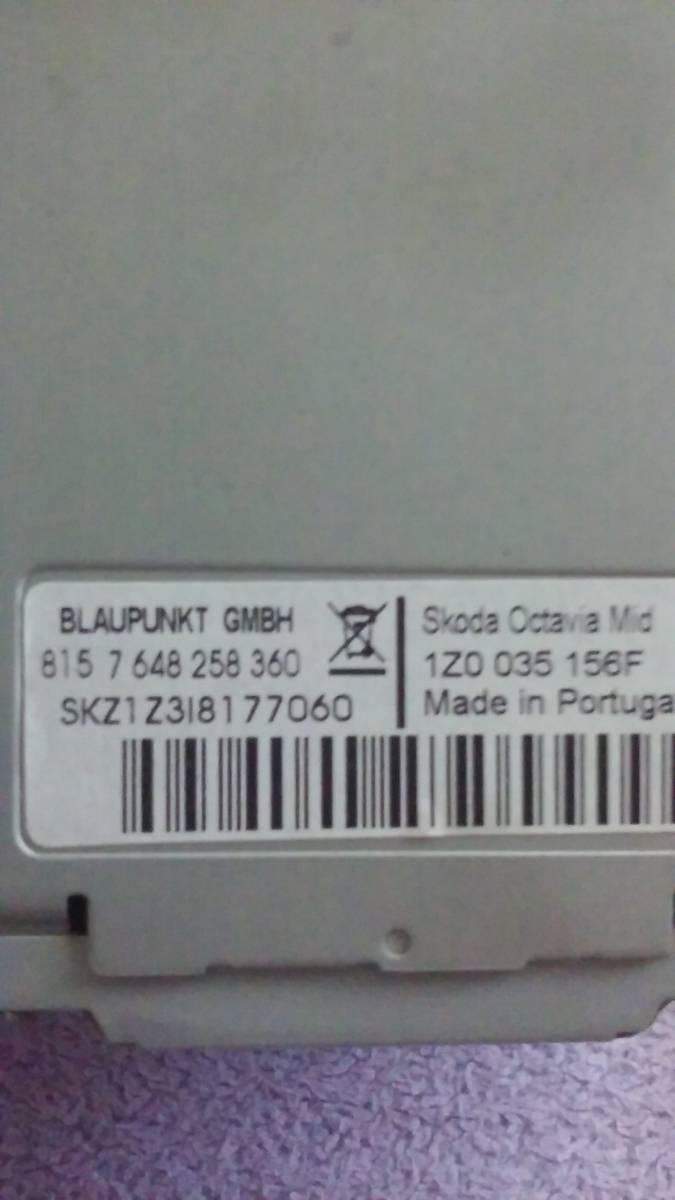 BLAUPUNKT GMBH
815 7 648 258 360
SKZ1Z3I8177060
Skoda Octavia Mid
1Z0 035 156F
Made in Portuga